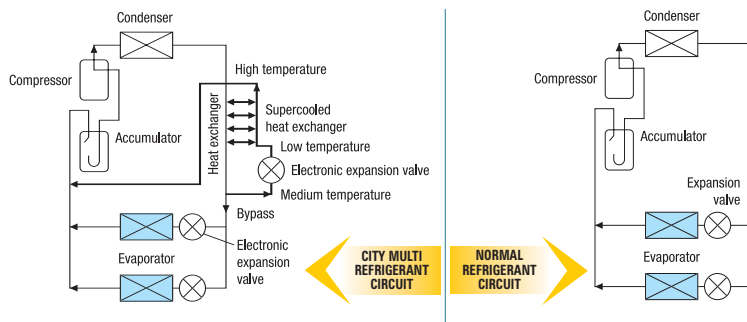 Condenser
Compressor
High temperature
Heat exchanger
Supercooled
heat exchanger
Accumulator
Low temperature
Electronic expansion valve
Medium temperature
Bypass
Electronic
expansion
valve
Evaporator
CITY MULTI
REFRIGERANT
CIRCUIT
NORMAL
REFRIGERANT
CIRCUIT
Condenser
Compressor
Accumulator
Expansion
valve
Evaporator